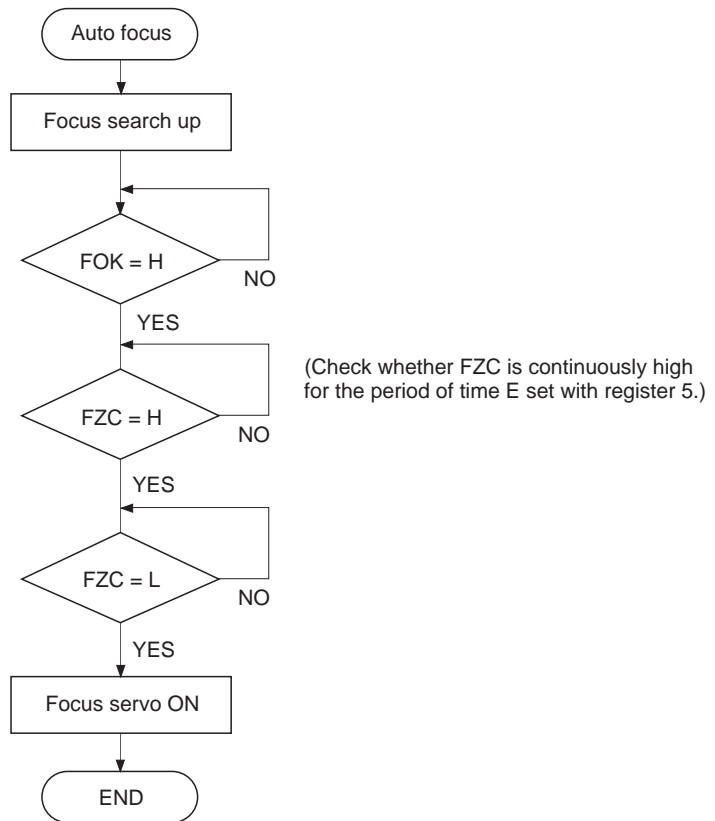 Auto focus
Focus search up
FOK = H
NO
YES
(Check whether FZC is continuously high
for the period of time E set with register 5.)
FZC = H
NO
YES
FZC = L
NO
YES
Focus servo ON
END